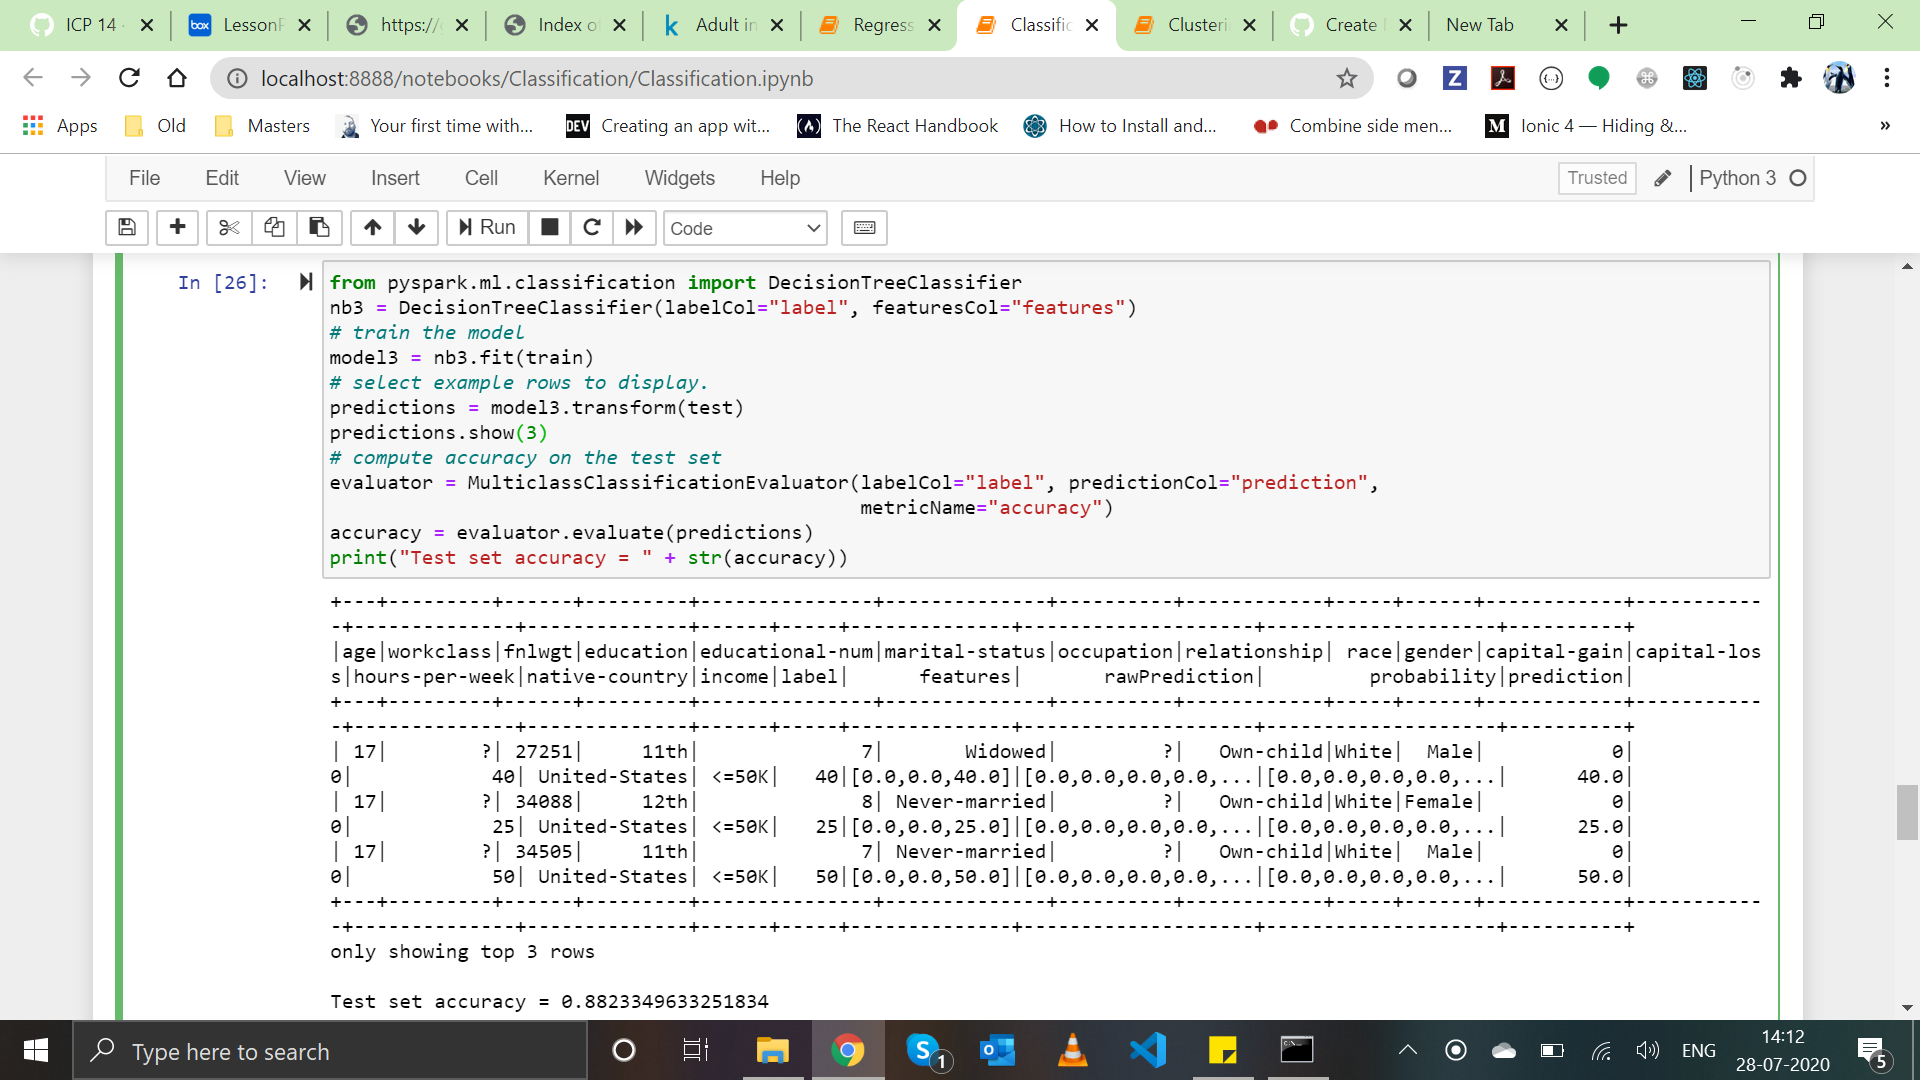 ICP 14
LessonP
https://g
Index o
Adult in
Regress
Classific
Clusteri
Create
New Tab
localhost:8888/notebooks/Classification/Classification.ipynb
Apps
Old
Masters
Your first time with...
DEV
Creating an app wit...
The React Handbook
How to Install and...
Combine side men...
Ionic 4 — Hiding &...
»
File
Edit
View
Insert
Cell
Kernel
Widgets
Help
Trusted
Python 3
Run
Code
In [26]:
from pyspark.ml.classification import DecisionTreeClassifier
nb3 = DecisionTreeClassifier(labelCol="label", featuresCol="features")
# train the model
model3 = nb3.fit(train)
# select example rows to display.
predictions = model3.transform(test)
predictions.show(3)
# compute accuracy on the test set
evaluator = MulticlassClassificationEvaluator(labelCol="label", predictionCol="prediction",
metricName="accuracy")
accuracy = evaluator.evaluate(predictions)
print("Test set accuracy = " + str(accuracy))
+---+---------+------+---------+---------------+--------------+----------+------------+-----+------+------------+-----------
-+--------------+--------------+------+-----+--------------+--------------------+--------------------+----------+
|age|workclass|fnlwgt|education|educational-num|marital-status|occupation|relationship| race|gender|capital-gain|capital-los
s|hours-per-week|native-country|income|label|      features|       rawPrediction|         probability|prediction|
+---+---------+------+---------+---------------+--------------+----------+------------+-----+------+------------+-----------
-+--------------+--------------+------+-----+--------------+--------------------+--------------------+----------+
| 17|        ?| 27251|     11th|              7|       Widowed|         ?|   Own-child|White|  Male|           0|
0|            40| United-States| <=50K|   40|[0.0,0.0,40.0]|[0.0,0.0,0.0,0.0,...|[0.0,0.0,0.0,0.0,...|      40.0|
| 17|        ?| 34088|     12th|              8| Never-married|         ?|   Own-child|White|Female|           0|
0|            25| United-States| <=50K|   25|[0.0,0.0,25.0]|[0.0,0.0,0.0,0.0,...|[0.0,0.0,0.0,0.0,...|      25.0|
| 17|        ?| 34505|     11th|              7| Never-married|         ?|   Own-child|White|  Male|           0|
0|            50| United-States| <=50K|   50|[0.0,0.0,50.0]|[0.0,0.0,0.0,0.0,...|[0.0,0.0,0.0,0.0,...|      50.0|
+---+---------+------+---------+---------------+--------------+----------+------------+-----+------+------------+-----------
-+--------------+--------------+------+-----+--------------+--------------------+--------------------+----------+
only showing top 3 rows
Test set accuracy = 0.8823349633251834
Type here to search
1
ENG
14:12
28-07-2020
5